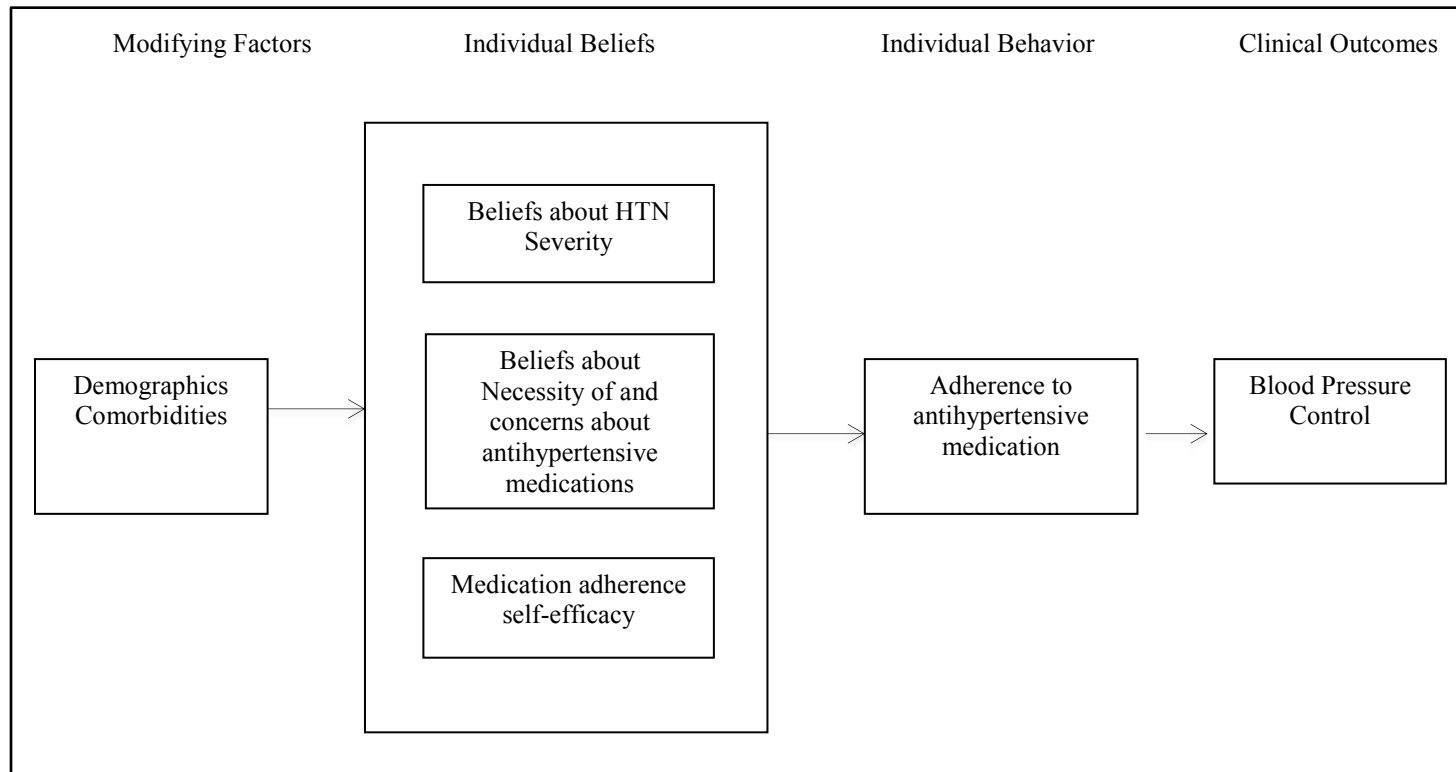 Modifying Factors
Individual Beliefs
Individual Behavior
Clinical Outcomes
Demographics
Comorbidities
Beliefs about HTN
Severity
Beliefs about
Necessity of and
concerns about
antihypertensive
medications
Medication adherence
self-efficacy
Adherence to
antihypertensive
medication
Blood Pressure
Control